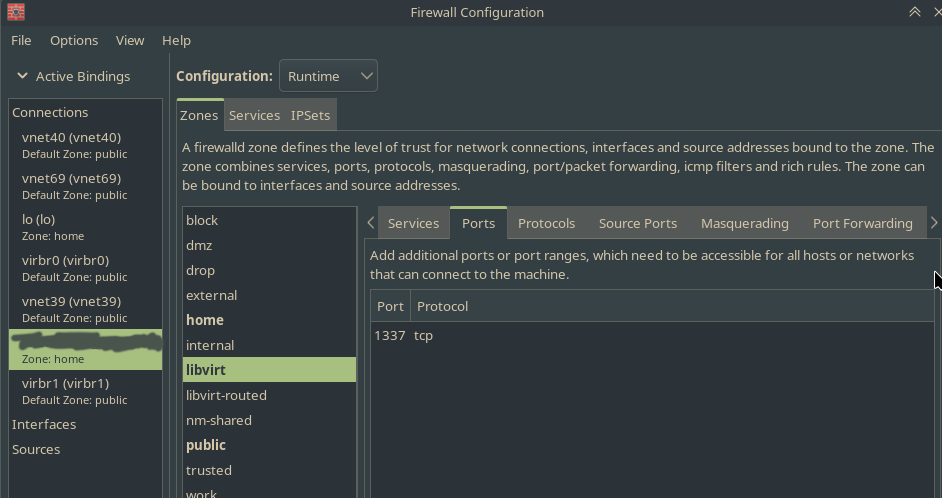 Firewall Configuration
File Options View Help
Active Bindings
Connections
vnet40 (vnet40)
Default Zone: public
vnet69 (vnet69)
Default Zone: public
lo (lo)
Zone: home
virbr0 (virbr0)
Default Zone: public
vnet39 (vnet39)
Default Zone: public
Zone: home
virbr1 (virbr1)
Default Zone: public
Interfaces
Sources
Configuration: Runtime
Zones Services IPSets
A firewalld zone defines the level of trust for network connections, interfaces and source addresses bound to the zone. The
zone combines services, ports, protocols, masquerading, port/packet forwarding, icmp filters and rich rules. The zone can
be bound to interfaces and source addresses.
block
dmz
drop
external
home
internal
libvirt
libvirt-routed
nm-shared
public
trusted
work
Services Ports Protocols Source Ports Masquerading Port Forwarding
Add additional ports or port ranges, which need to be accessible for all hosts or networks
that can connect to the machine.
Port Protocol
1337 tcp